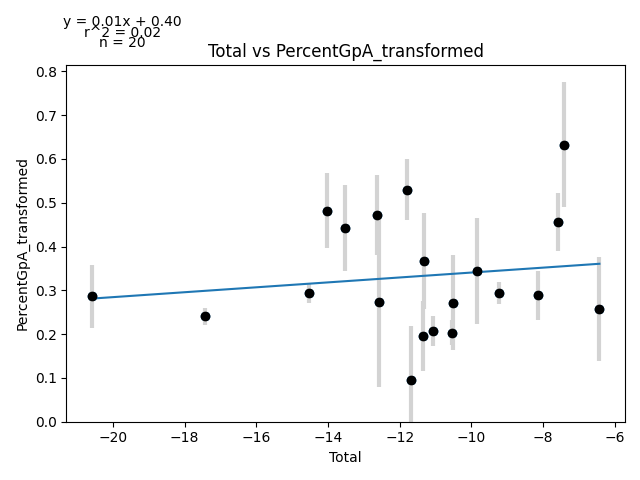 y = 0.01x + 0.40
r^2 = 0.02
n = 20
Total vs PercentGpA_transformed
0.8
0.7
0.6
0.5
0.4
0.3
0.2
0.1
0.0
PercentGpA_transformed
−20 −18 −16 −14 −12 −10 −8 −6
Total